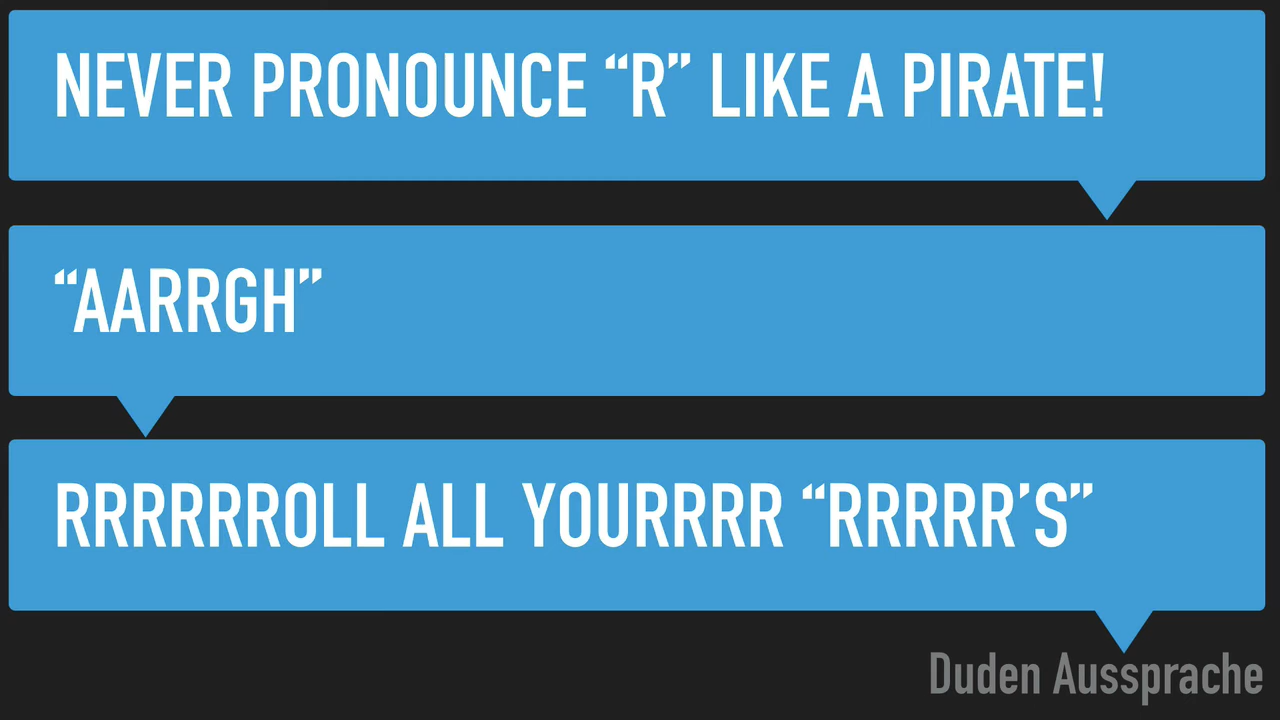 NEVER PRONOUNCE “R” LIKE A PIRATE!
“AARRGH”
RRRRRROLL ALL YOURRRR “RRRRR’S”
Duden Aussprache